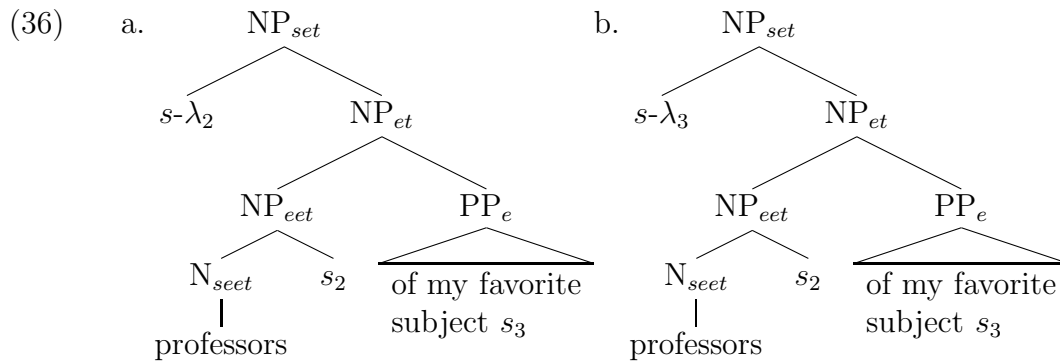 (36) a. NP_set b. NP_set
s-λ_2 NP_et s-λ_3 NP_et
NP_eet PP_e NP_eet PP_e
N_seet s_2 of my favorite N_seet s_2 of my favorite
subject s_3 subject s_3
professors professors